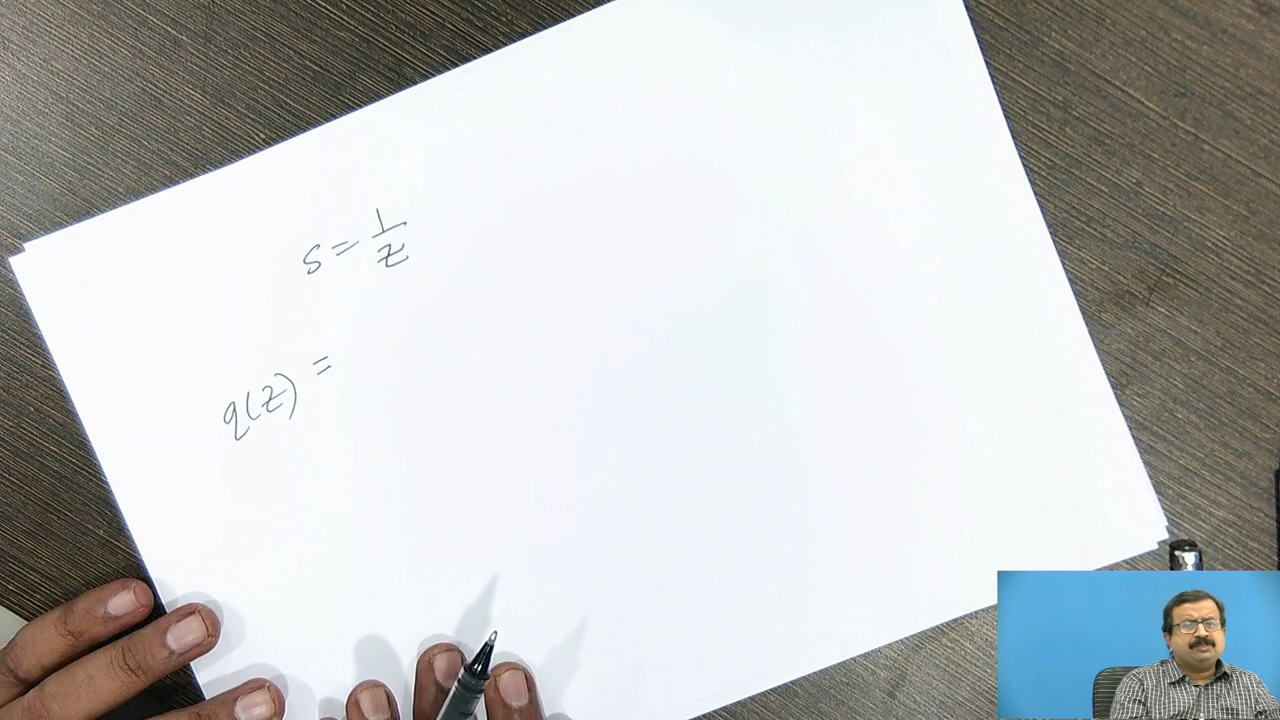 s = 1/z
q(z) =